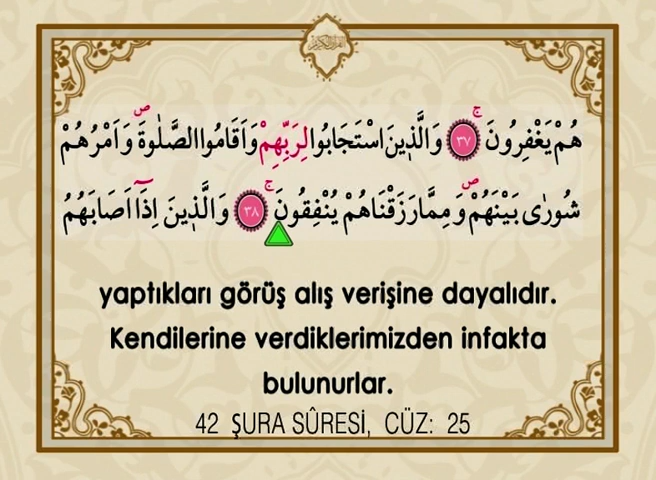 هُمْ يَغْفِرُونَۚ ﴿٣٧﴾ وَالَّذٖينَ اسْتَجَابُوا لِرَبِّهِمْ وَاَقَامُوا الصَّلٰوةَࣕ وَاَمْرُهُمْ
شُورٰى بَيْنَهُمْࣕ وَمِمَّا رَزَقْنَاهُمْ يُنْفِقُونَۚ ﴿٣٨﴾ وَالَّذٖينَ اِذَٓا اَصَابَهُمُ
yaptıkları görüş alış verişine dayalıdır.
Kendilerine verdiklerimizden infakta
bulunurlar.
42 ŞURA SÛRESİ, CÜZ: 25